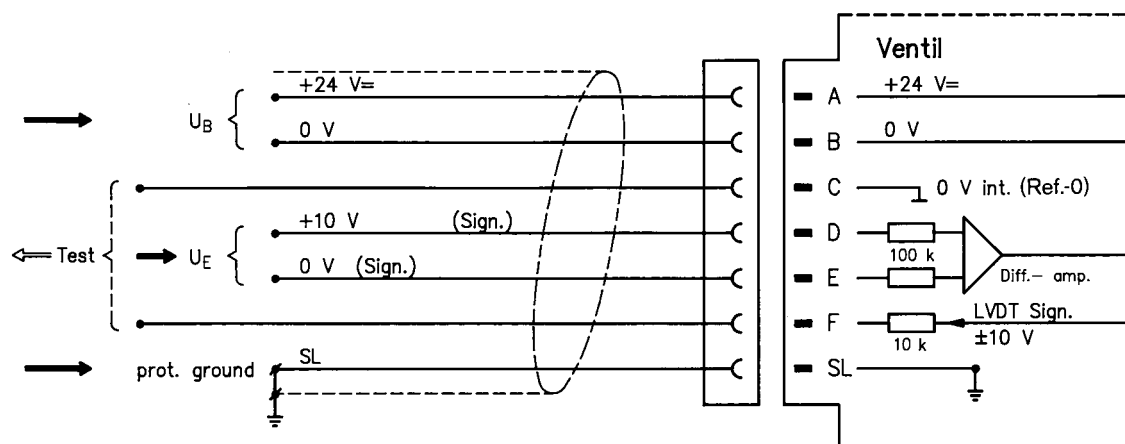 Ventil
+24 V=
A
+24 V=
U_B
0 V
B
0 V
C
0 V int. (Ref.-0)
+10 V (Sign.)
D
100 k
Test
U_E
0 V (Sign.)
E
Diff.- amp.
F
LVDT Sign.
10 k
±10 V
prot. ground
SL
SL